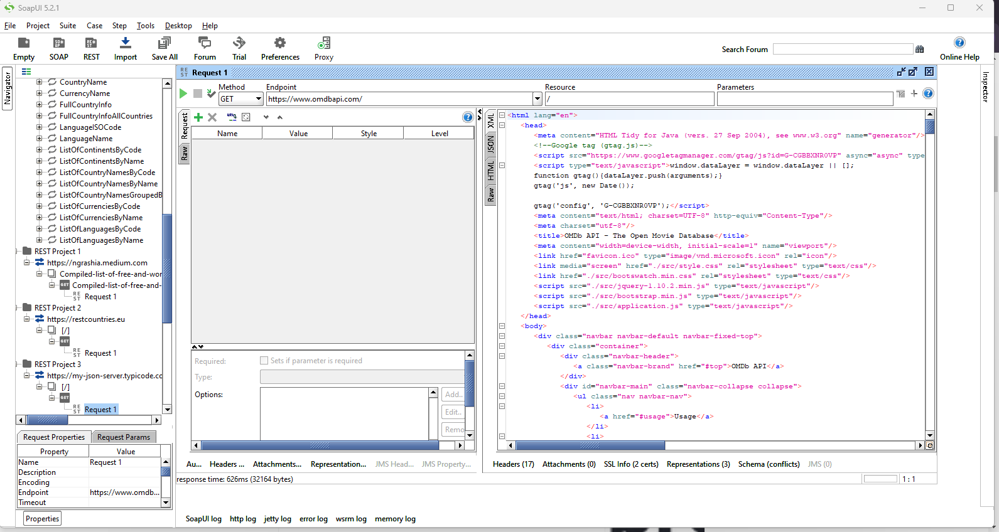 SoapUI 5.2.1
File Project Suite Case Step Tools Desktop Help
Empty SOAP REST Import Save All Forum Trial Preferences Proxy
Search Forum
Online Help
Navigator
Inspector
CountryName
CurrencyName
FullCountryInfo
FullCountryInfoAllCountries
LanguageISOCode
LanguageName
ListOfContinentsByCode
ListOfContinentsByName
ListOfCountryNamesByCode
ListOfCountryNamesByName
ListOfCountryNamesGroupedB
ListOfCurrenciesByCode
ListOfCurrenciesByName
ListOfLanguagesByCode
ListOfLanguagesByName
REST Project 1
https://ngrashia.medium.com
Compiled-list-of-free-and-wor
GET Compiled-list-of-free-and-
REST Request 1
REST Project 2
https://restcountries.eu
[/]
GET
REST Request 1
REST Project 3
https://my-json-server.typicode.co
[/]
GET
REST Request 1
Request Properties Request Params
Property Value
Name Request 1
Description
Encoding
Endpoint https://www.omdb...
Timeout
Properties
REST Request 1
Method Endpoint Resource Parameters
GET https://www.omdbapi.com/ /
Request
Raw
Name Value Style Level
Required: Sets if parameter is required
Type:
Options:
Add..
Edit..
Remo
Au... Headers ... Attachments... Representation... JMS Head... JMS Property...
XML
JSON
HTML
Raw
<html lang="en">
<head>
<meta content="HTML Tidy for Java (vers. 27 Sep 2004), see www.w3.org" name="generator"/>
<!--Google tag (gtag.js)-->
<script src="https://www.googletagmanager.com/gtag/js?id=G-CGBBXNR0VP" async="async" type
<script type="text/javascript">window.dataLayer = window.dataLayer || [];
function gtag(){dataLayer.push(arguments);}
gtag('js', new Date());
gtag('config', 'G-CGBBXNR0VP');</script>
<meta content="text/html; charset=UTF-8" http-equiv="Content-Type"/>
<meta charset="utf-8"/>
<title>OMDb API - The Open Movie Database</title>
<meta content="width=device-width, initial-scale=1" name="viewport"/>
<link href="favicon.ico" type="image/vnd.microsoft.icon" rel="icon"/>
<link media="screen" href="./src/style.css" rel="stylesheet" type="text/css"/>
<link href="./src/bootswatch.min.css" rel="stylesheet" type="text/css"/>
<script src="./src/jquery-1.10.2.min.js" type="text/javascript"/>
<script src="./src/bootstrap.min.js" type="text/javascript"/>
<script src="./src/application.js" type="text/javascript"/>
</head>
<body>
<div class="navbar navbar-default navbar-fixed-top">
<div class="container">
<div class="navbar-header">
<a class="navbar-brand" href="#top">OMDb API</a>
</div>
<div id="navbar-main" class="navbar-collapse collapse">
<ul class="nav navbar-nav">
<li>
<a href="#usage">Usage</a>
</li>
<li>
Headers (17) Attachments (0) SSL Info (2 certs) Representations (3) Schema (conflicts) JMS (0)
response time: 626ms (32164 bytes)
1 : 1
SoapUI log http log jetty log error log wsrm log memory log